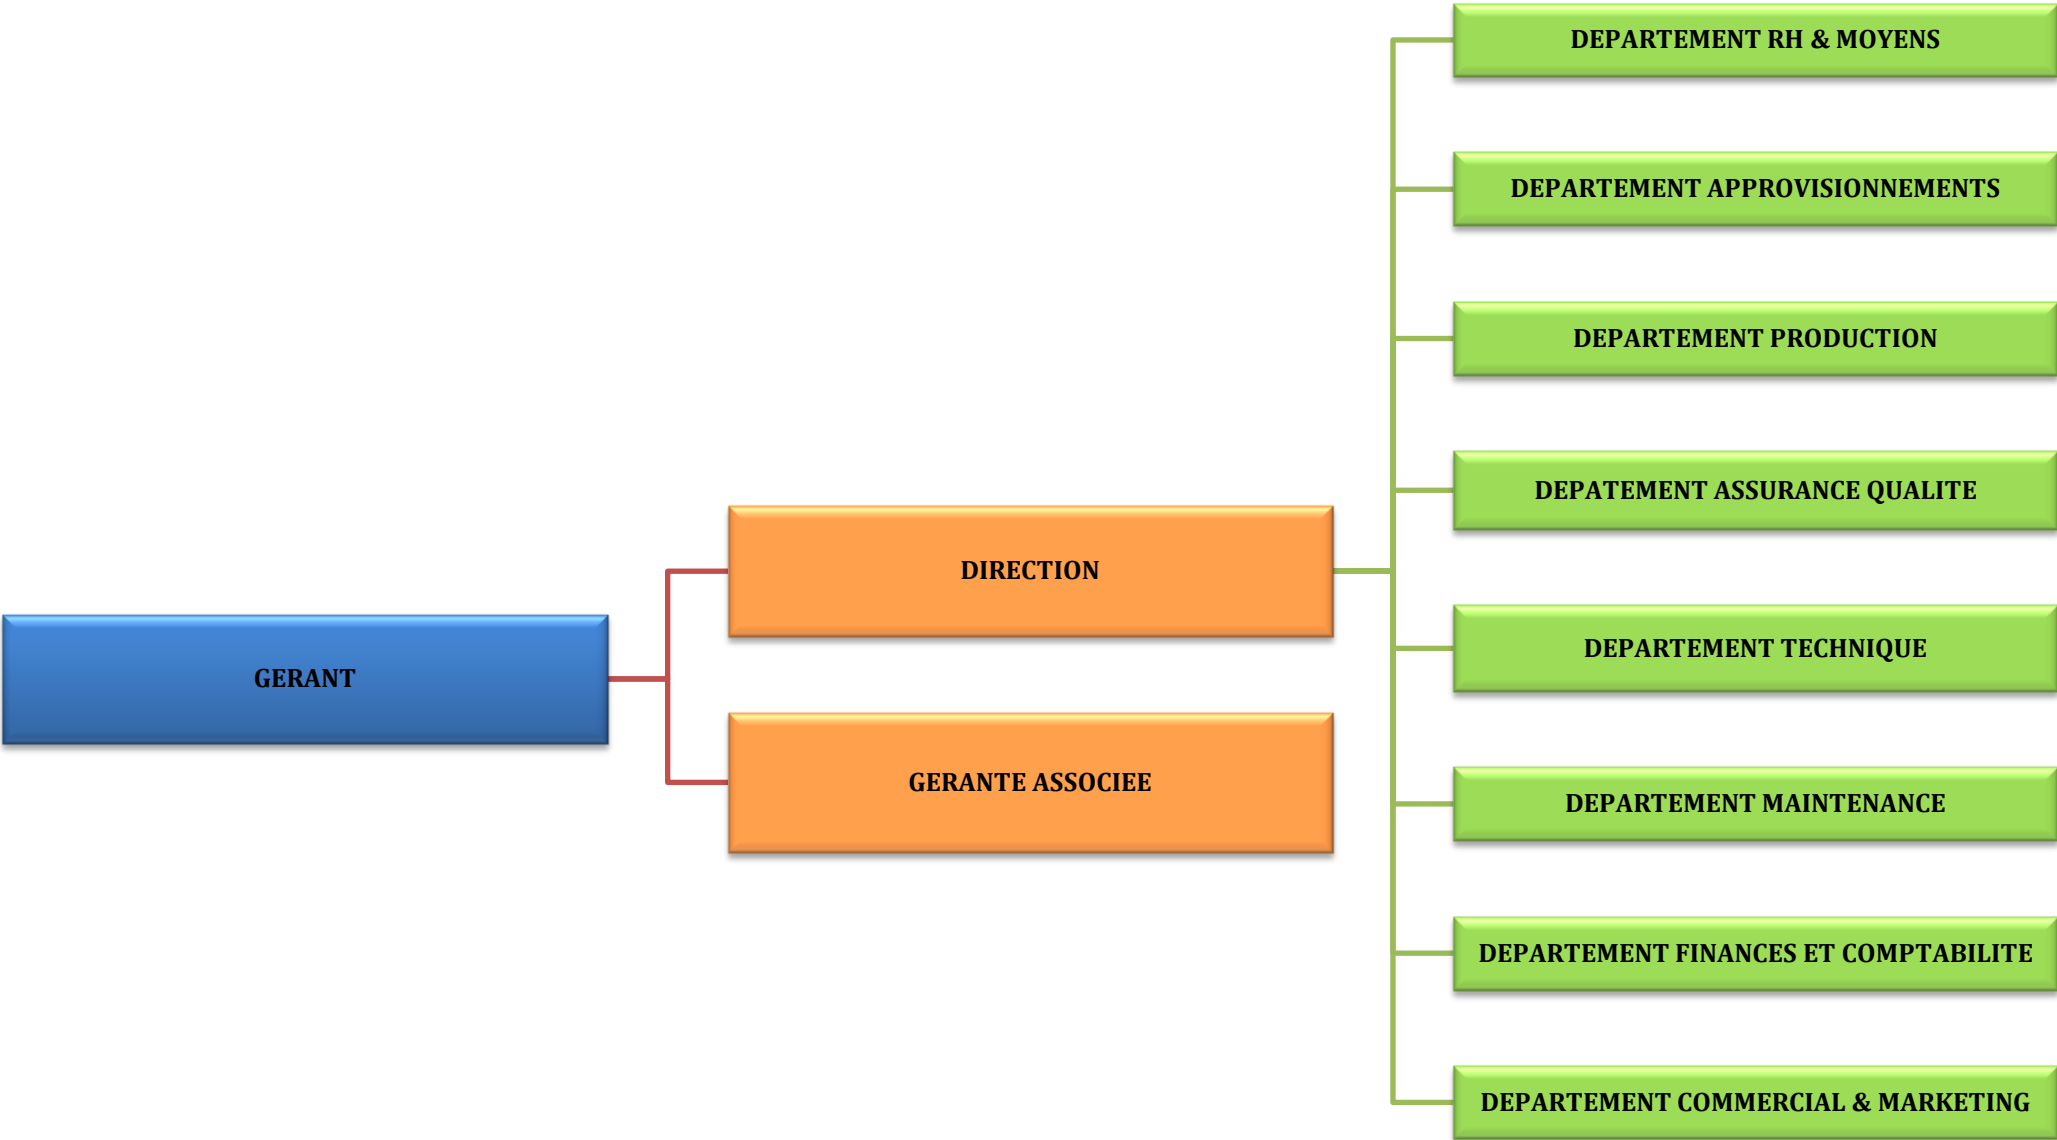 GERANT
DIRECTION
GERANTE ASSOCIEE
DEPARTEMENT RH & MOYENS
DEPARTEMENT APPROVISIONNEMENTS
DEPARTEMENT PRODUCTION
DEPATEMENT ASSURANCE QUALITE
DEPARTEMENT TECHNIQUE
DEPARTEMENT MAINTENANCE
DEPARTEMENT FINANCES ET COMPTABILITE
DEPARTEMENT COMMERCIAL & MARKETING